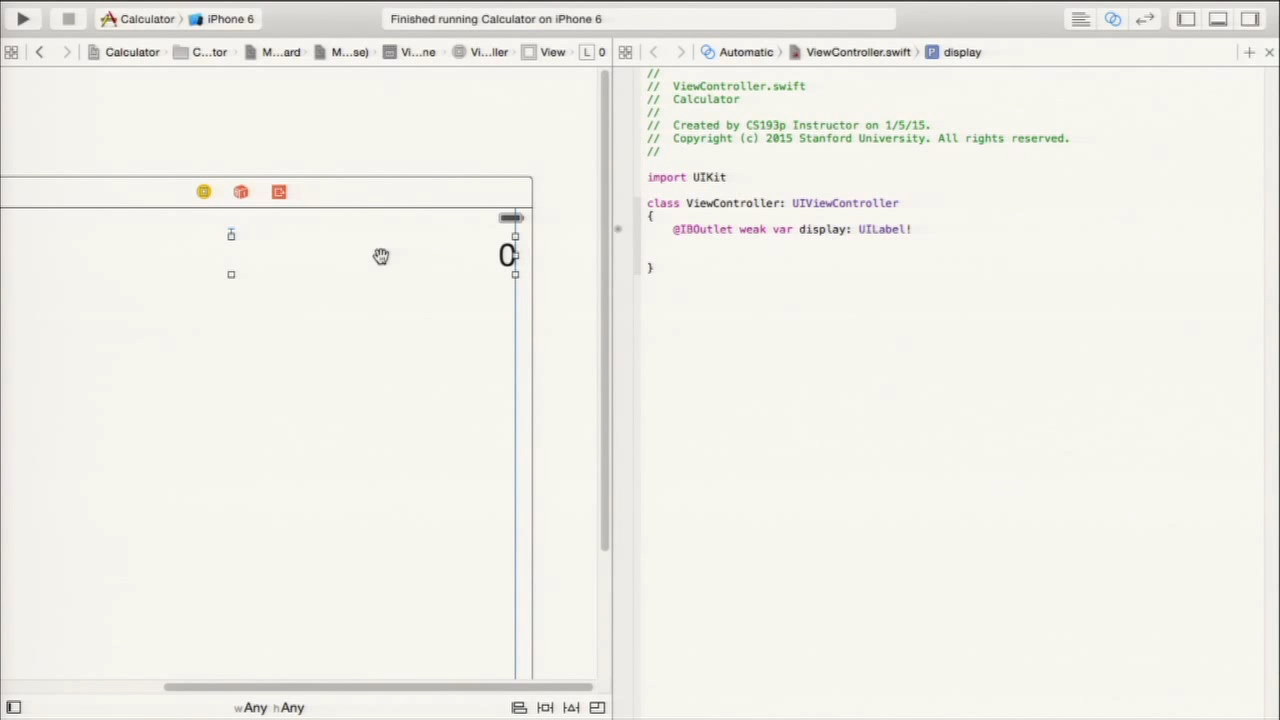 Calculator iPhone 6 Finished running Calculator on iPhone 6
Calculator C...tor M...ard M...se) Vi...ne Vi...ller View L 0
Automatic ViewController.swift P display
//
// ViewController.swift
// Calculator
//
// Created by CS193p Instructor on 1/5/15.
// Copyright (c) 2015 Stanford University. All rights reserved.
//
import UIKit
class ViewController: UIViewController
{
@IBOutlet weak var display: UILabel!
}
0
wAny hAny